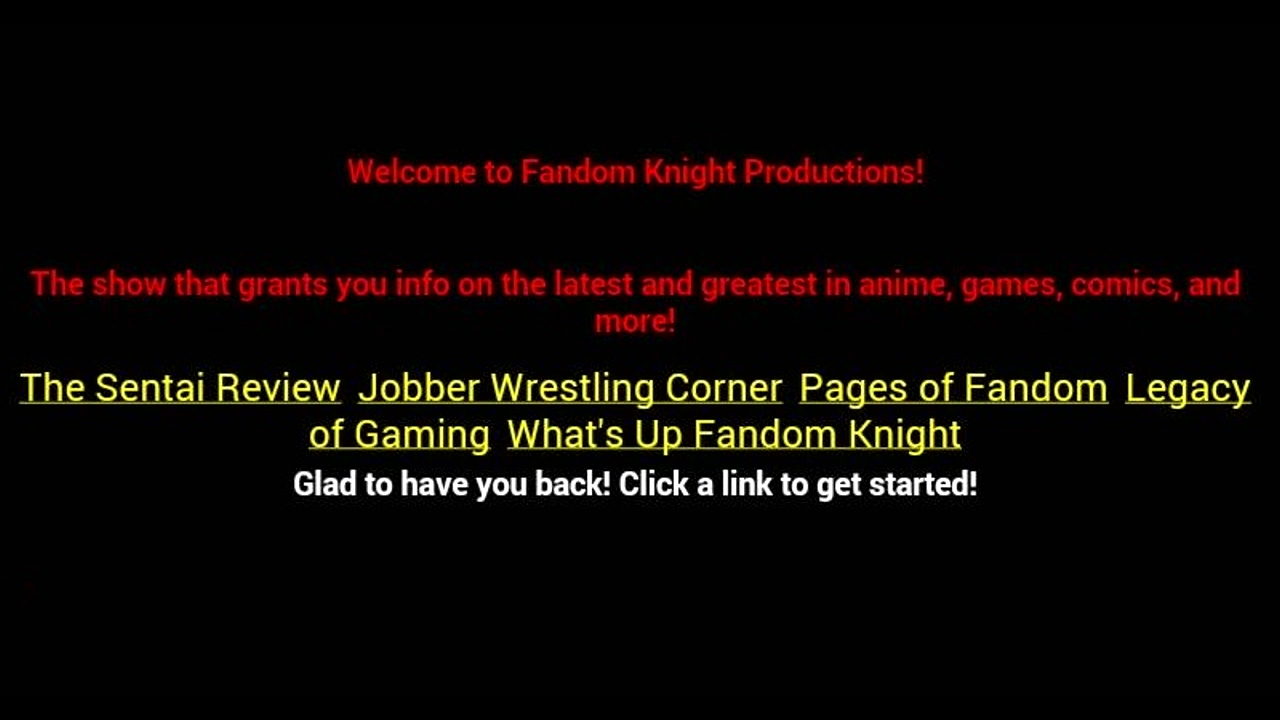 Welcome to Fandom Knight Productions!
The show that grants you info on the latest and greatest in anime, games, comics, and
more!
The Sentai Review Jobber Wrestling Corner Pages of Fandom Legacy
of Gaming What's Up Fandom Knight
Glad to have you back! Click a link to get started!